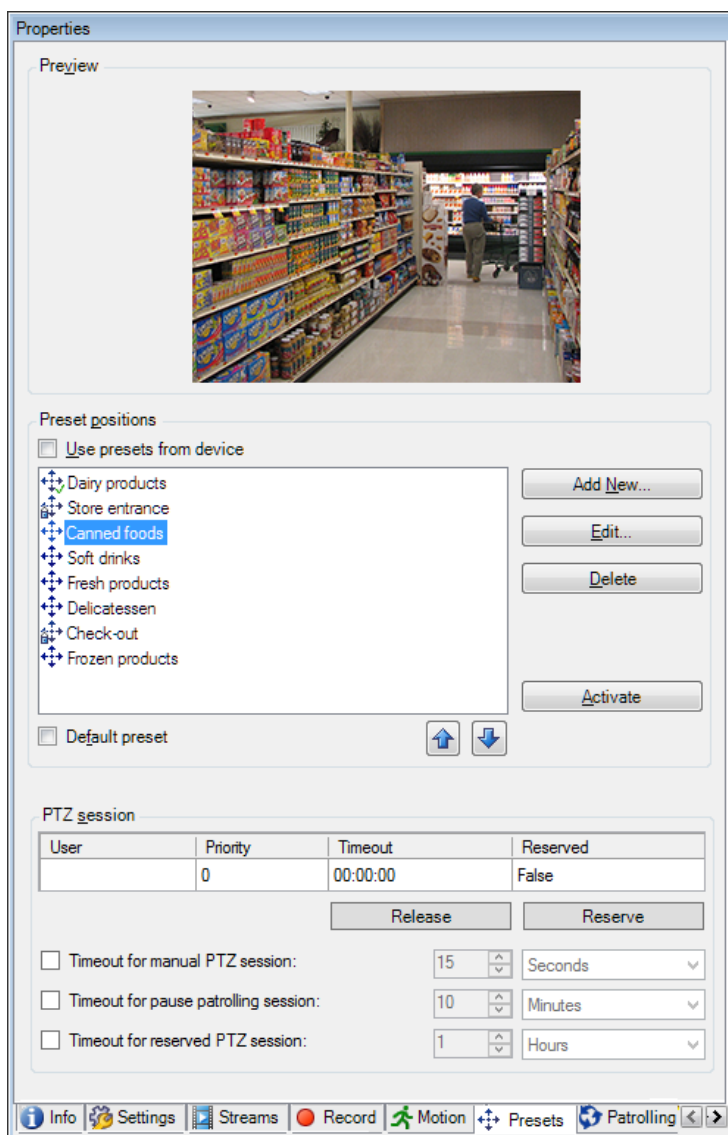 Properties
Preview
Preset positions
Use presets from device
Dairy products
Store entrance
Canned foods
Soft drinks
Fresh products
Delicatessen
Check-out
Frozen products
Add New...
Edit...
Delete
Activate
Default preset
PTZ session
User Priority Timeout Reserved
0 00:00:00 False
Release Reserve
Timeout for manual PTZ session: 15 Seconds
Timeout for pause patrolling session: 10 Minutes
Timeout for reserved PTZ session: 1 Hours
Info Settings Streams Record Motion Presets Patrolling